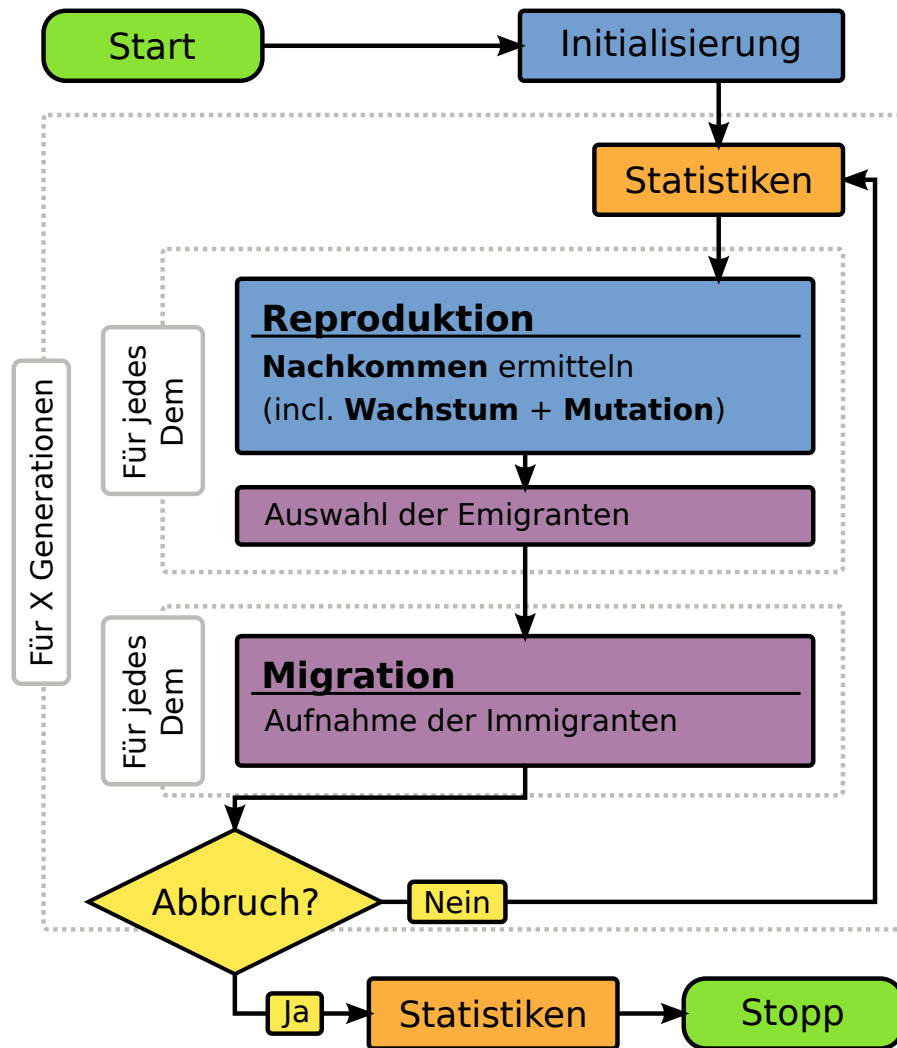 Start
Initialisierung
Statistiken
Für X Generationen
Für jedes
Dem
Reproduktion
Nachkommen ermitteln
(incl. Wachstum + Mutation)
Auswahl der Emigranten
Für jedes
Dem
Migration
Aufnahme der Immigranten
Abbruch?
Nein
Ja
Statistiken
Stopp